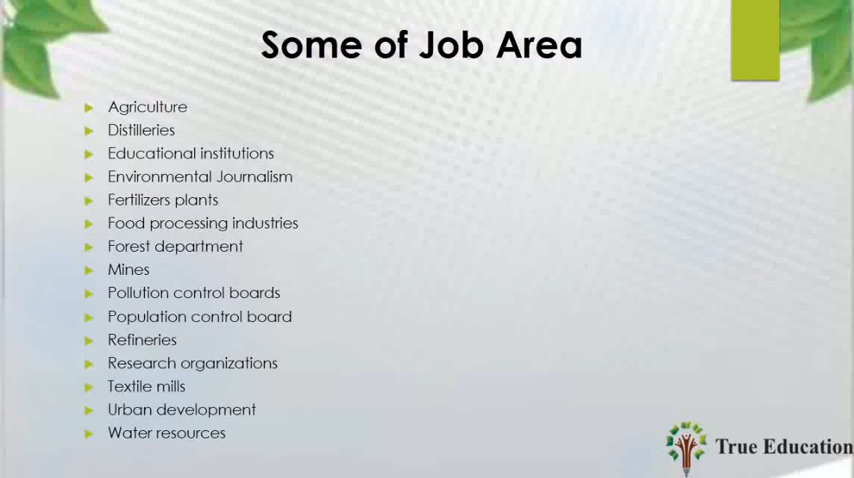 Some of Job Area
Agriculture
Distilleries
Educational institutions
Environmental Journalism
Fertilizers plants
Food processing industries
Forest department
Mines
Pollution control boards
Population control board
Refineries
Research organizations
Textile mills
Urban development
Water resources
True Education